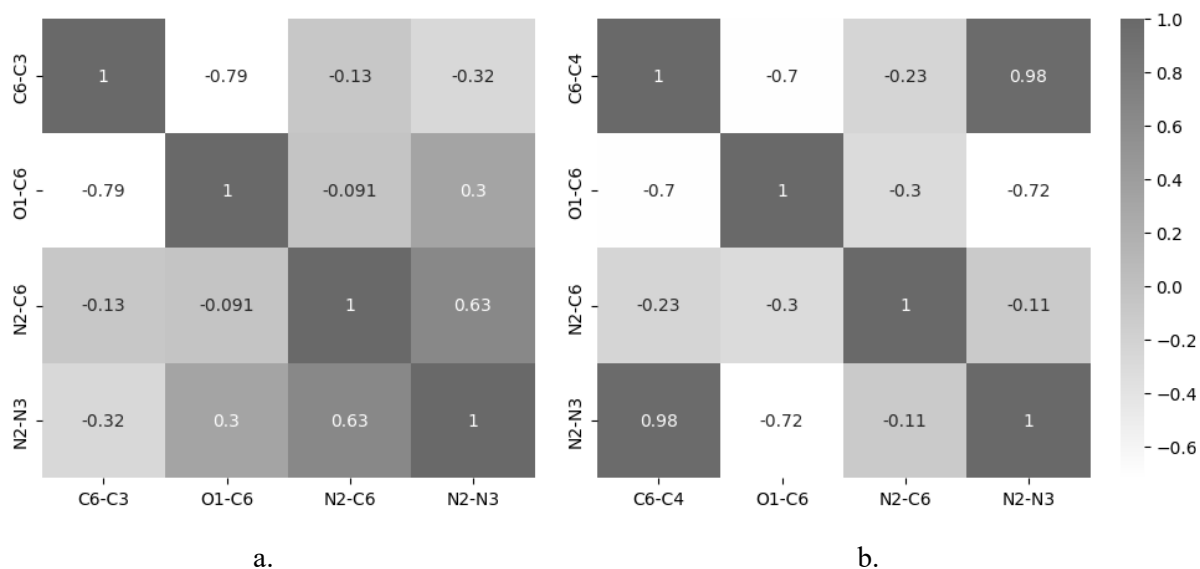 C6-C3 1 -0.79 -0.13 -0.32
O1-C6 -0.79 1 -0.091 0.3
N2-C6 -0.13 -0.091 1 0.63
N2-N3 -0.32 0.3 0.63 1
C6-C3 O1-C6 N2-C6 N2-N3
a.
C6-C4 1 -0.7 -0.23 0.98
O1-C6 -0.7 1 -0.3 -0.72
N2-C6 -0.23 -0.3 1 -0.11
N2-N3 0.98 -0.72 -0.11 1
C6-C4 O1-C6 N2-C6 N2-N3
b.
1.0
0.8
0.6
0.4
0.2
0.0
−0.2
−0.4
−0.6